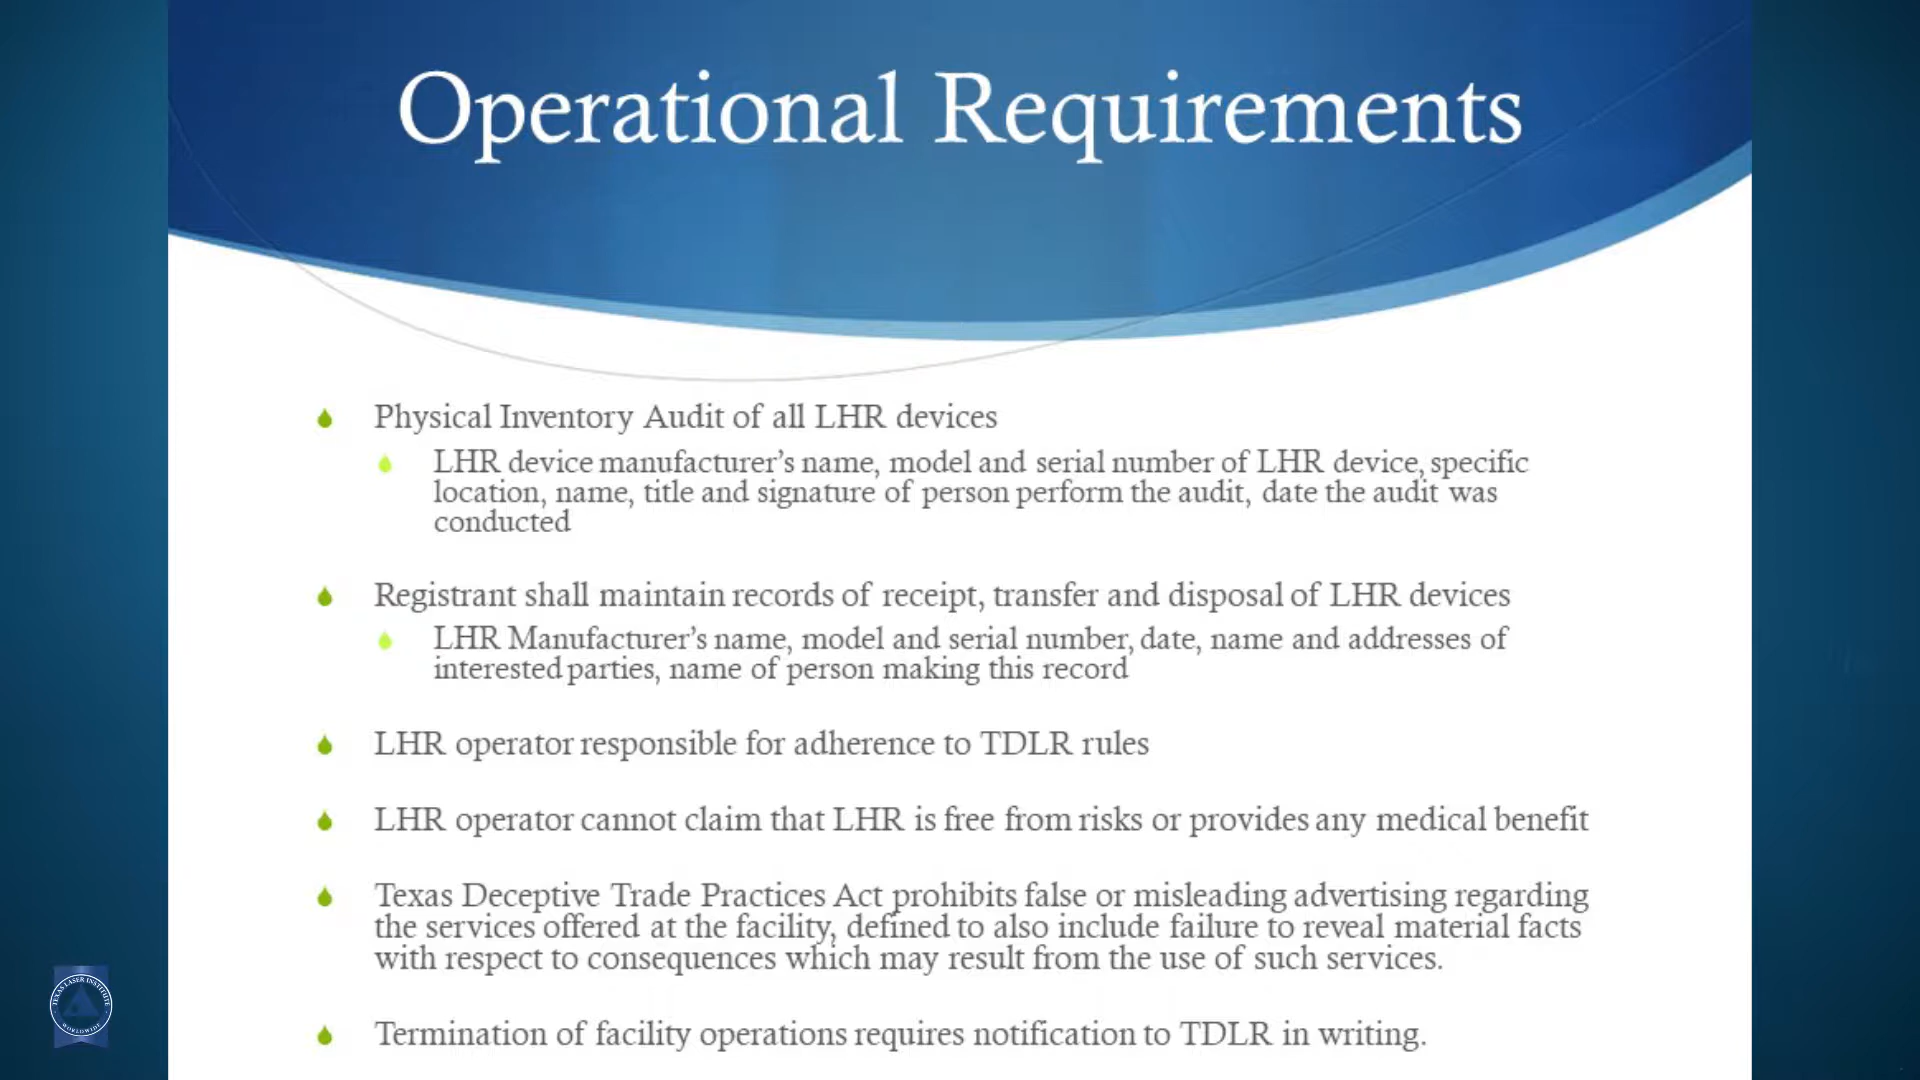 Operational Requirements
Physical Inventory Audit of all LHR devices
LHR device manufacturer’s name, model and serial number of LHR device, specific
location, name, title and signature of person perform the audit, date the audit was
conducted
Registrant shall maintain records of receipt, transfer and disposal of LHR devices
LHR Manufacturer’s name, model and serial number, date, name and addresses of
interested parties, name of person making this record
LHR operator responsible for adherence to TDLR rules
LHR operator cannot claim that LHR is free from risks or provides any medical benefit
Texas Deceptive Trade Practices Act prohibits false or misleading advertising regarding
the services offered at the facility, defined to also include failure to reveal material facts
with respect to consequences which may result from the use of such services.
Termination of facility operations requires notification to TDLR in writing.
TEXAS LASER INSTITUTE
WORLDWIDE